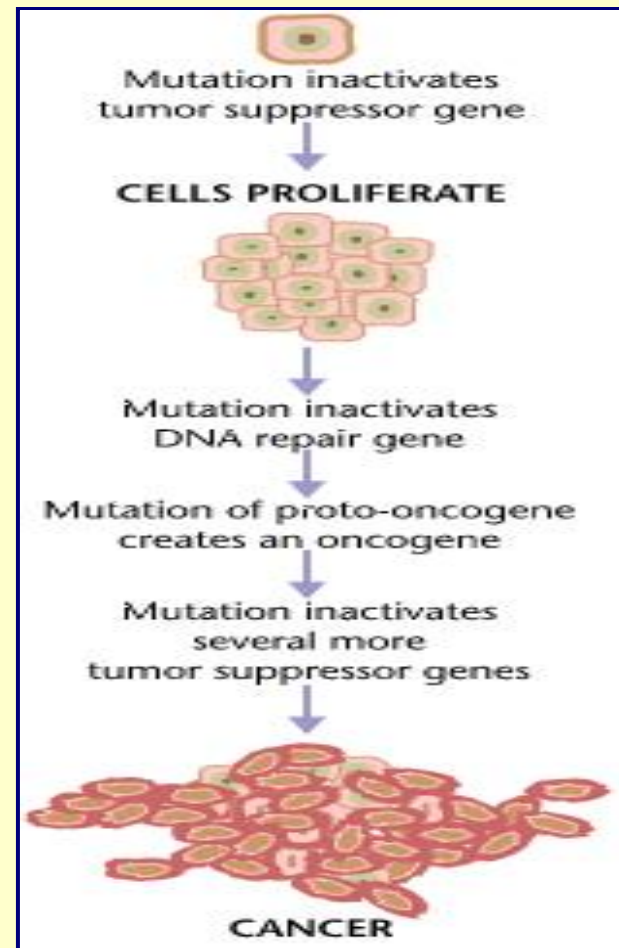 Mutation inactivates
tumor suppressor gene
CELLS PROLIFERATE
Mutation inactivates
DNA repair gene
Mutation of proto-oncogene
creates an oncogene
Mutation inactivates
several more
tumor suppressor genes
CANCER